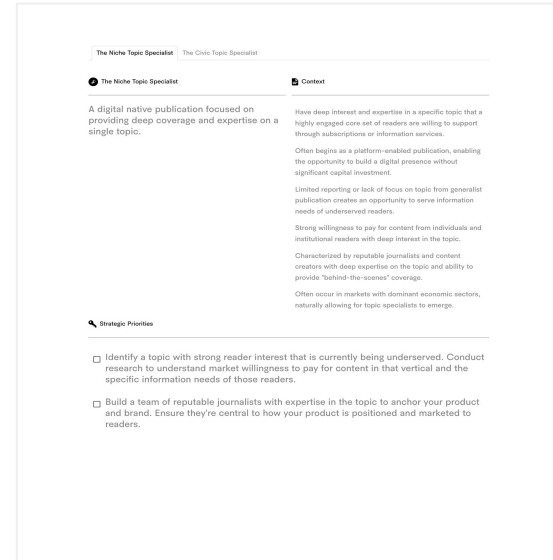 The Niche Topic Specialist
The Civic Topic Specialist
The Niche Topic Specialist
A digital native publication focused on
providing deep coverage and expertise on a
single topic.
Context
Have deep interest and expertise in a specific topic that a
highly engaged core set of readers are willing to support
through subscriptions or information services.
Often begins as a platform-enabled publication, enabling
the opportunity to build a digital presence without
significant capital investment.
Limited reporting or lack of focus on topic from generalist
publication creates an opportunity to serve information
needs of underserved readers.
Strong willingness to pay for content from individuals and
institutional readers with deep interest in the topic.
Characterized by reputable journalists and content
creators with deep expertise on the topic and ability to
provide "behind-the-scenes" coverage.
Often occur in markets with dominant economic sectors,
naturally allowing for topic specialists to emerge.
Strategic Priorities
Identify a topic with strong reader interest that is currently being underserved. Conduct
research to understand market willingness to pay for content in that vertical and the
specific information needs of those readers.
Build a team of reputable journalists with expertise in the topic to anchor your product
and brand. Ensure they're central to how your product is positioned and marketed to
readers.